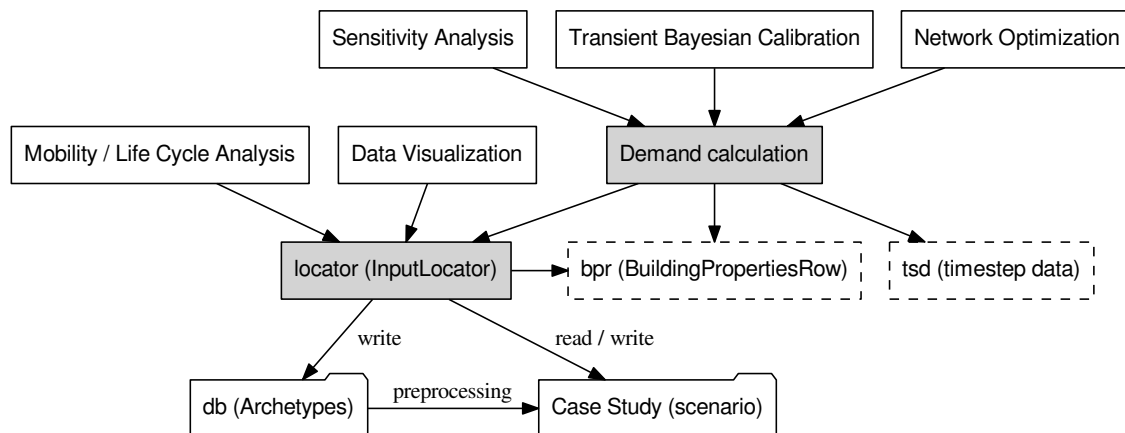 Sensitivity Analysis
Transient Bayesian Calibration
Network Optimization
Mobility / Life Cycle Analysis
Data Visualization
Demand calculation
locator (InputLocator)
bpr (BuildingPropertiesRow)
tsd (timestep data)
write
read / write
db (Archetypes)
preprocessing
Case Study (scenario)